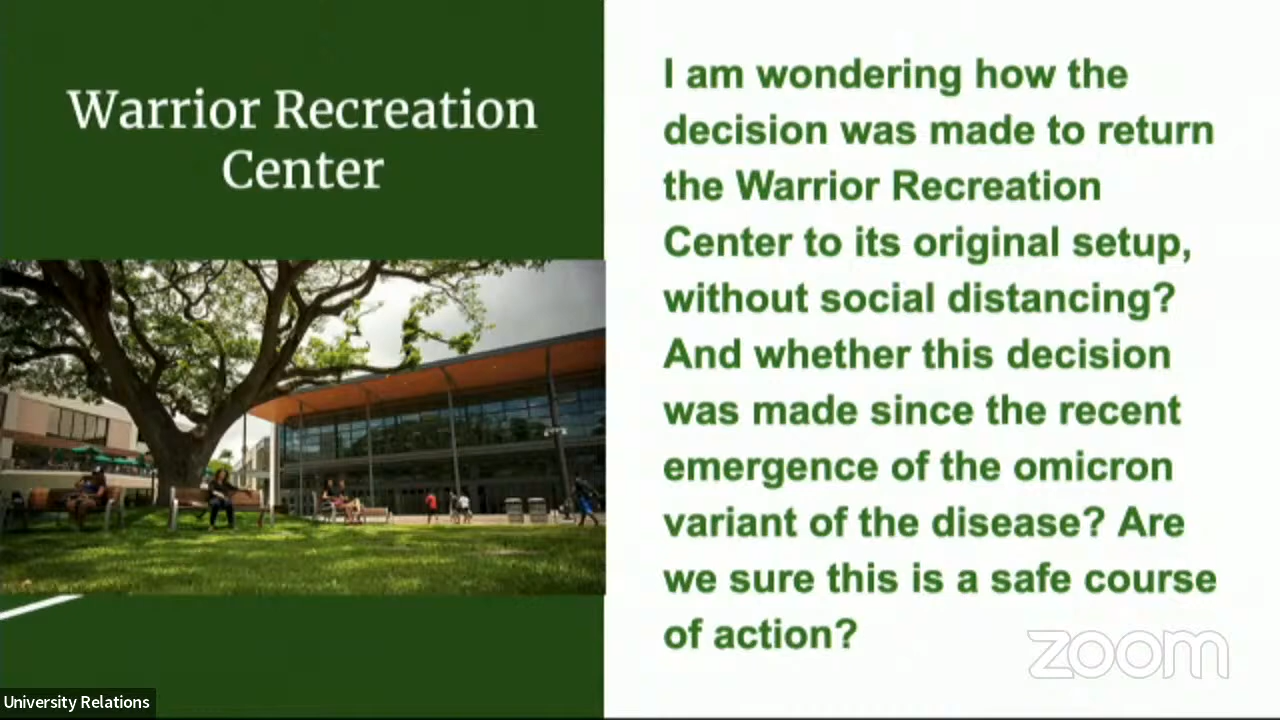 Warrior Recreation
Center
I am wondering how the
decision was made to return
the Warrior Recreation
Center to its original setup,
without social distancing?
And whether this decision
was made since the recent
emergence of the omicron
variant of the disease? Are
we sure this is a safe course
of action?
zoom
University Relations